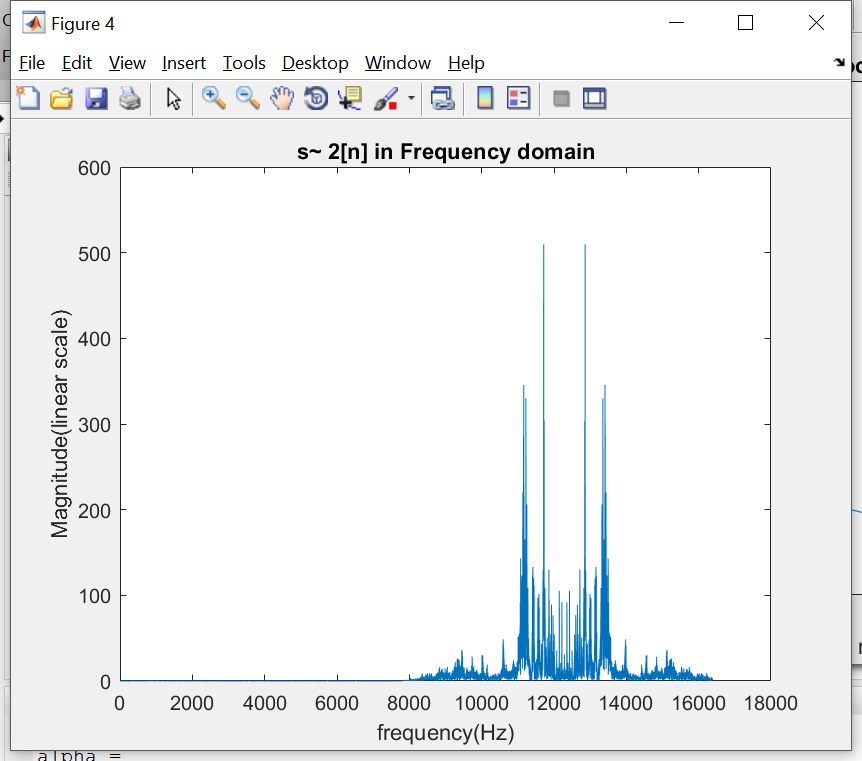 Figure 4
File Edit View Insert Tools Desktop Window Help
s~ 2[n] in Frequency domain
600
500
400
300
200
100
0
Magnitude(linear scale)
0 2000 4000 6000 8000 10000 12000 14000 16000 18000
frequency(Hz)
alpha =